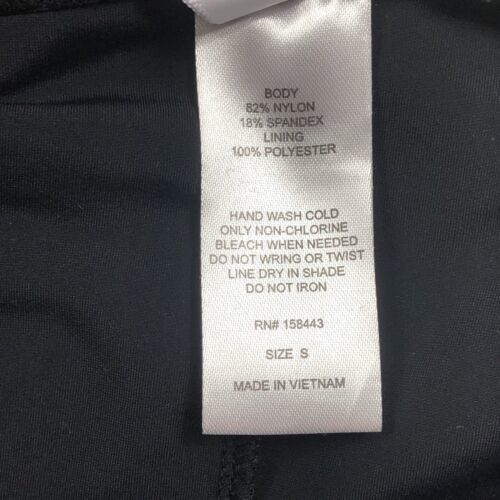 BODY
82% NYLON
18% SPANDEX
LINING
100% POLYESTER
HAND WASH COLD
ONLY NON-CHLORINE
BLEACH WHEN NEEDED
DO NOT WRING OR TWIST
LINE DRY IN SHADE
DO NOT IRON
RN# 158443
SIZE S
MADE IN VIETNAM